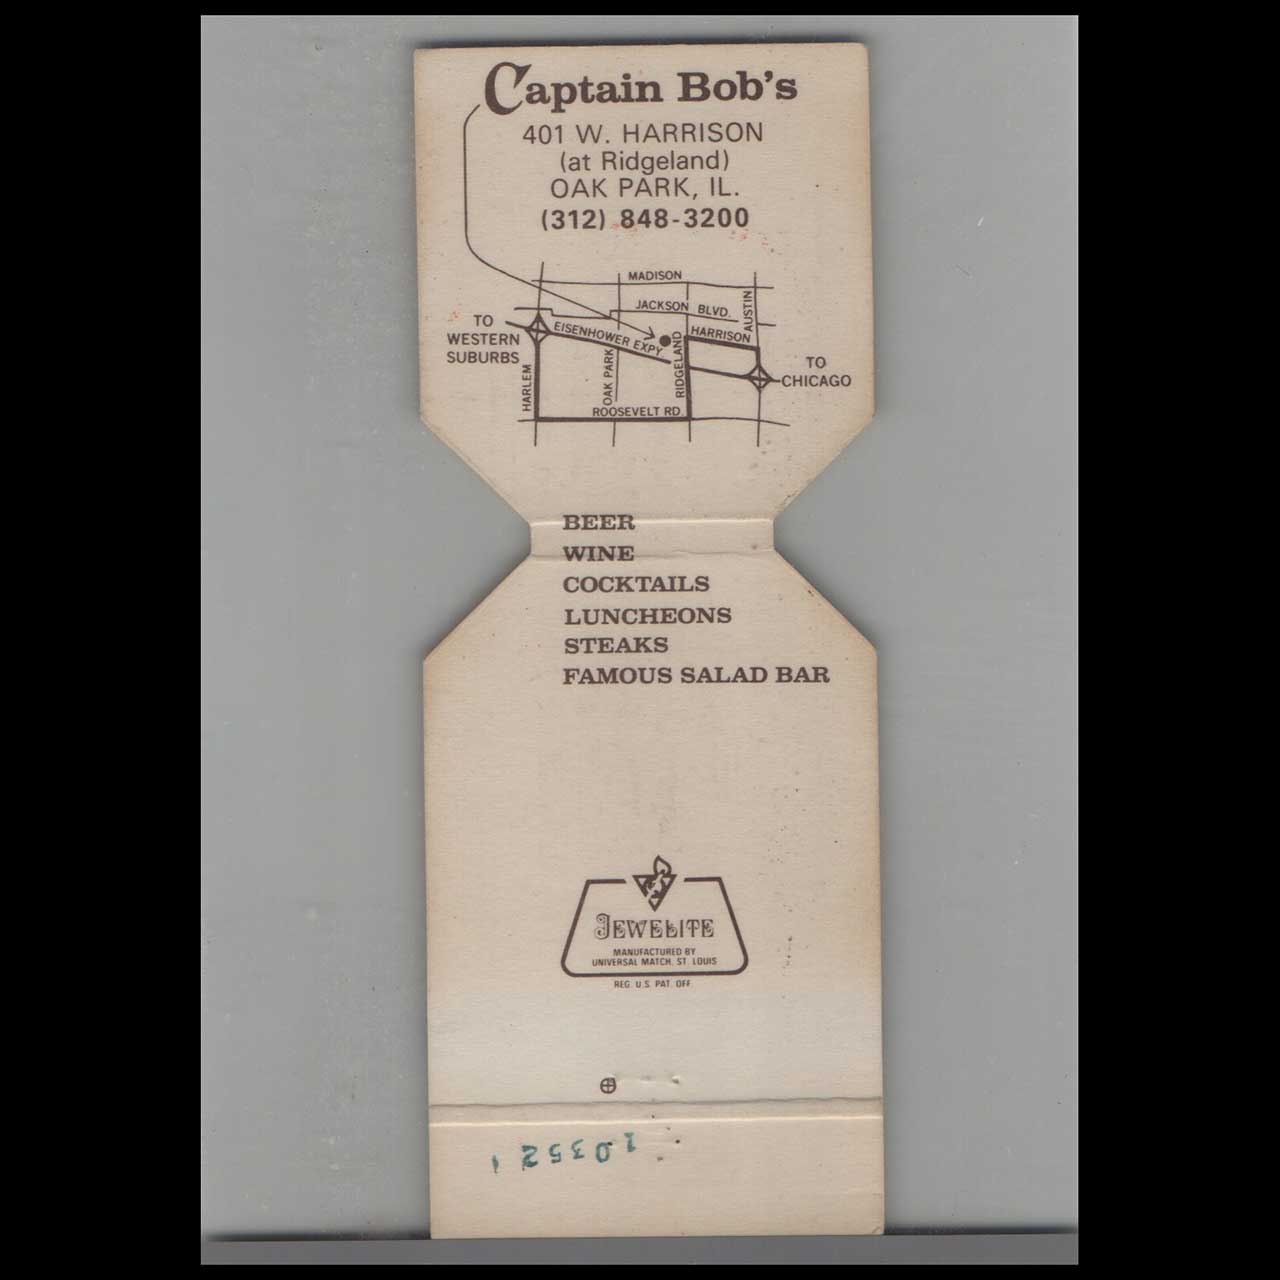 Captain Bob's
401 W. HARRISON
(at Ridgeland)
OAK PARK, IL.
(312) 848-3200
MADISON
JACKSON BLVD.
AUSTIN
HARRISON
EISENHOWER EXPY.
TO
WESTERN
SUBURBS
HARLEM
OAK PARK
RIDGELAND
TO
CHICAGO
ROOSEVELT RD.
BEER
WINE
COCKTAILS
LUNCHEONS
STEAKS
FAMOUS SALAD BAR
JEWELITE
MANUFACTURED BY
UNIVERSAL MATCH, ST. LOUIS
REG. U.S. PAT. OFF.